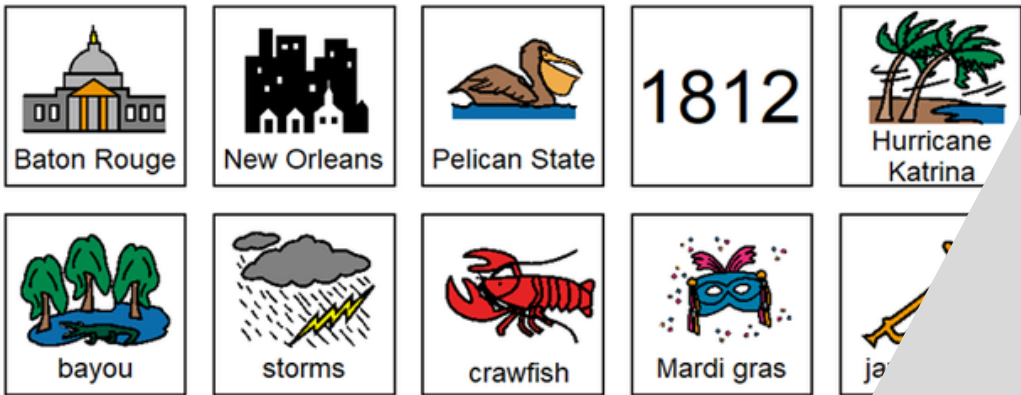 Baton Rouge
New Orleans
Pelican State
1812
Hurricane
Katrina
bayou
storms
crawfish
Mardi gras